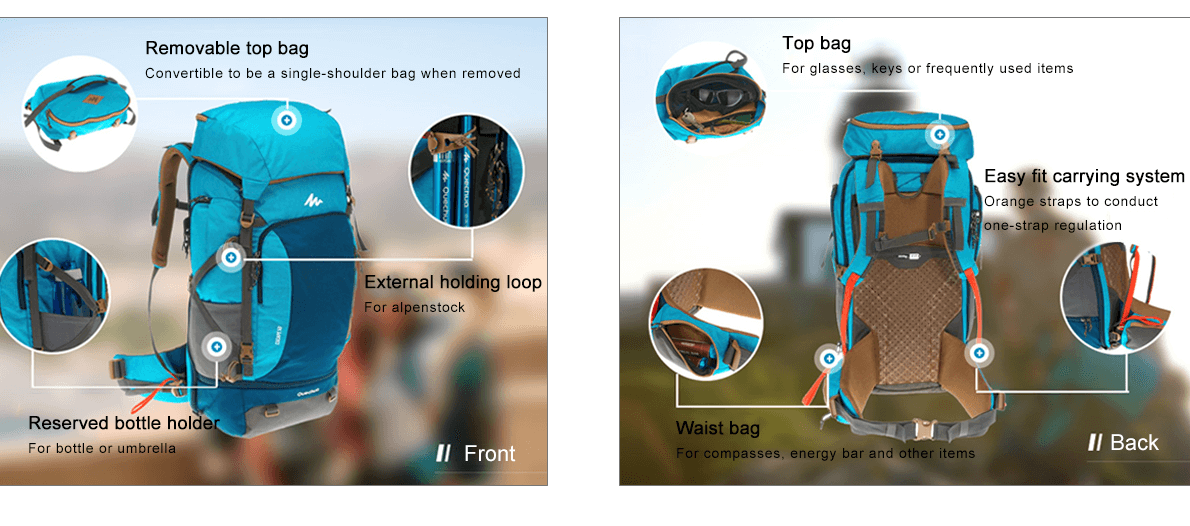 Removable top bag
Convertible to be a single-shoulder bag when removed
External holding loop
For alpenstock
Reserved bottle holder
For bottle or umbrella
Front
Quechua
Top bag
For glasses, keys or frequently used items
Easy fit carrying system
Orange straps to conduct
one-strap regulation
Waist bag
For compasses, energy bar and other items
Back